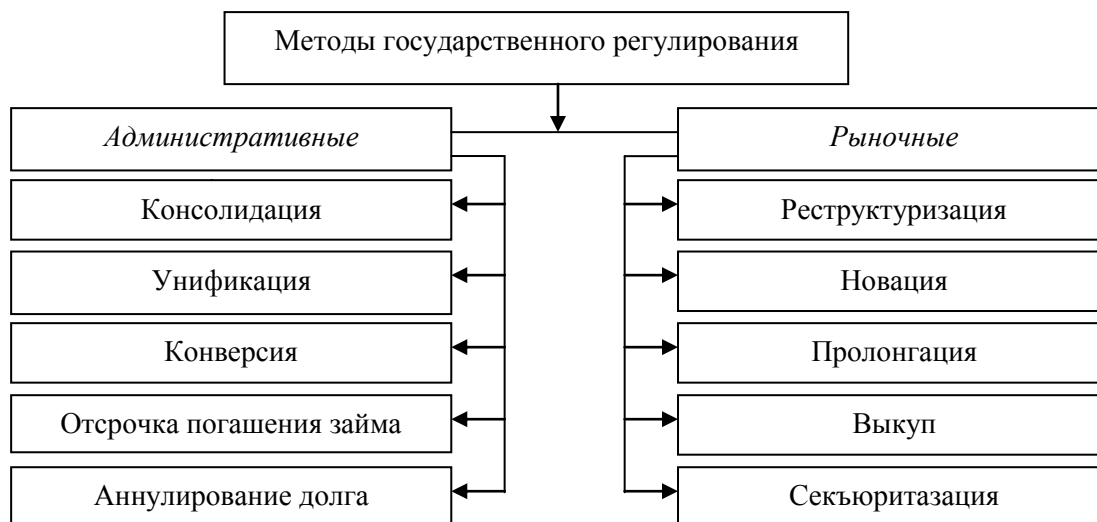 Методы государственного регулирования
Административные
Рыночные
Консолидация
Реструктуризация
Унификация
Новация
Конверсия
Пролонгация
Отсрочка погашения займа
Выкуп
Аннулирование долга
Секъюритазация